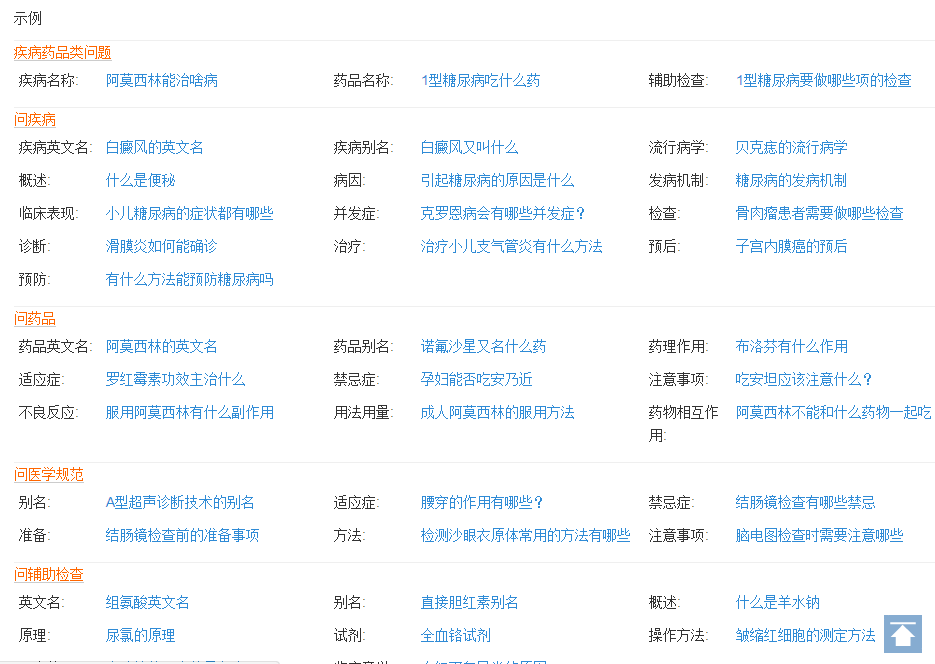 示例
疾病药品类问题
疾病名称: 阿莫西林能治啥病 药品名称: 1型糖尿病吃什么药 辅助检查: 1型糖尿病要做哪些项的检查
问疾病
疾病英文名: 白癜风的英文名 疾病别名: 白癜风又叫什么 流行病学: 贝克痣的流行病学
概述: 什么是便秘 病因: 引起糖尿病的原因是什么 发病机制: 糖尿病的发病机制
临床表现: 小儿糖尿病的症状都有哪些 并发症: 克罗恩病会有哪些并发症? 检查: 骨肉瘤患者需要做哪些检查
诊断: 滑膜炎如何能确诊 治疗: 治疗小儿支气管炎有什么方法 预后: 子宫内膜癌的预后
预防: 有什么方法能预防糖尿病吗
问药品
药品英文名: 阿莫西林的英文名 药品别名: 诺氟沙星又名什么药 药理作用: 布洛芬有什么作用
适应症: 罗红霉素功效主治什么 禁忌症: 孕妇能否吃安乃近 注意事项: 吃安坦应该注意什么?
不良反应: 服用阿莫西林有什么副作用 用法用量: 成人阿莫西林的服用方法 药物相互作 阿莫西林不能和什么药物一起吃
用:
问医学规范
别名: A型超声诊断技术的别名 适应症: 腰穿的作用有哪些? 禁忌症: 结肠镜检查有哪些禁忌
准备: 结肠镜检查前的准备事项 方法: 检测沙眼衣原体常用的方法有哪些 注意事项: 脑电图检查时需要注意哪些
问辅助检查
英文名: 组氨酸英文名 别名: 直接胆红素别名 概述: 什么是羊水钠
原理: 尿氯的原理 试剂: 全血铬试剂 操作方法: 皱缩红细胞的测定方法